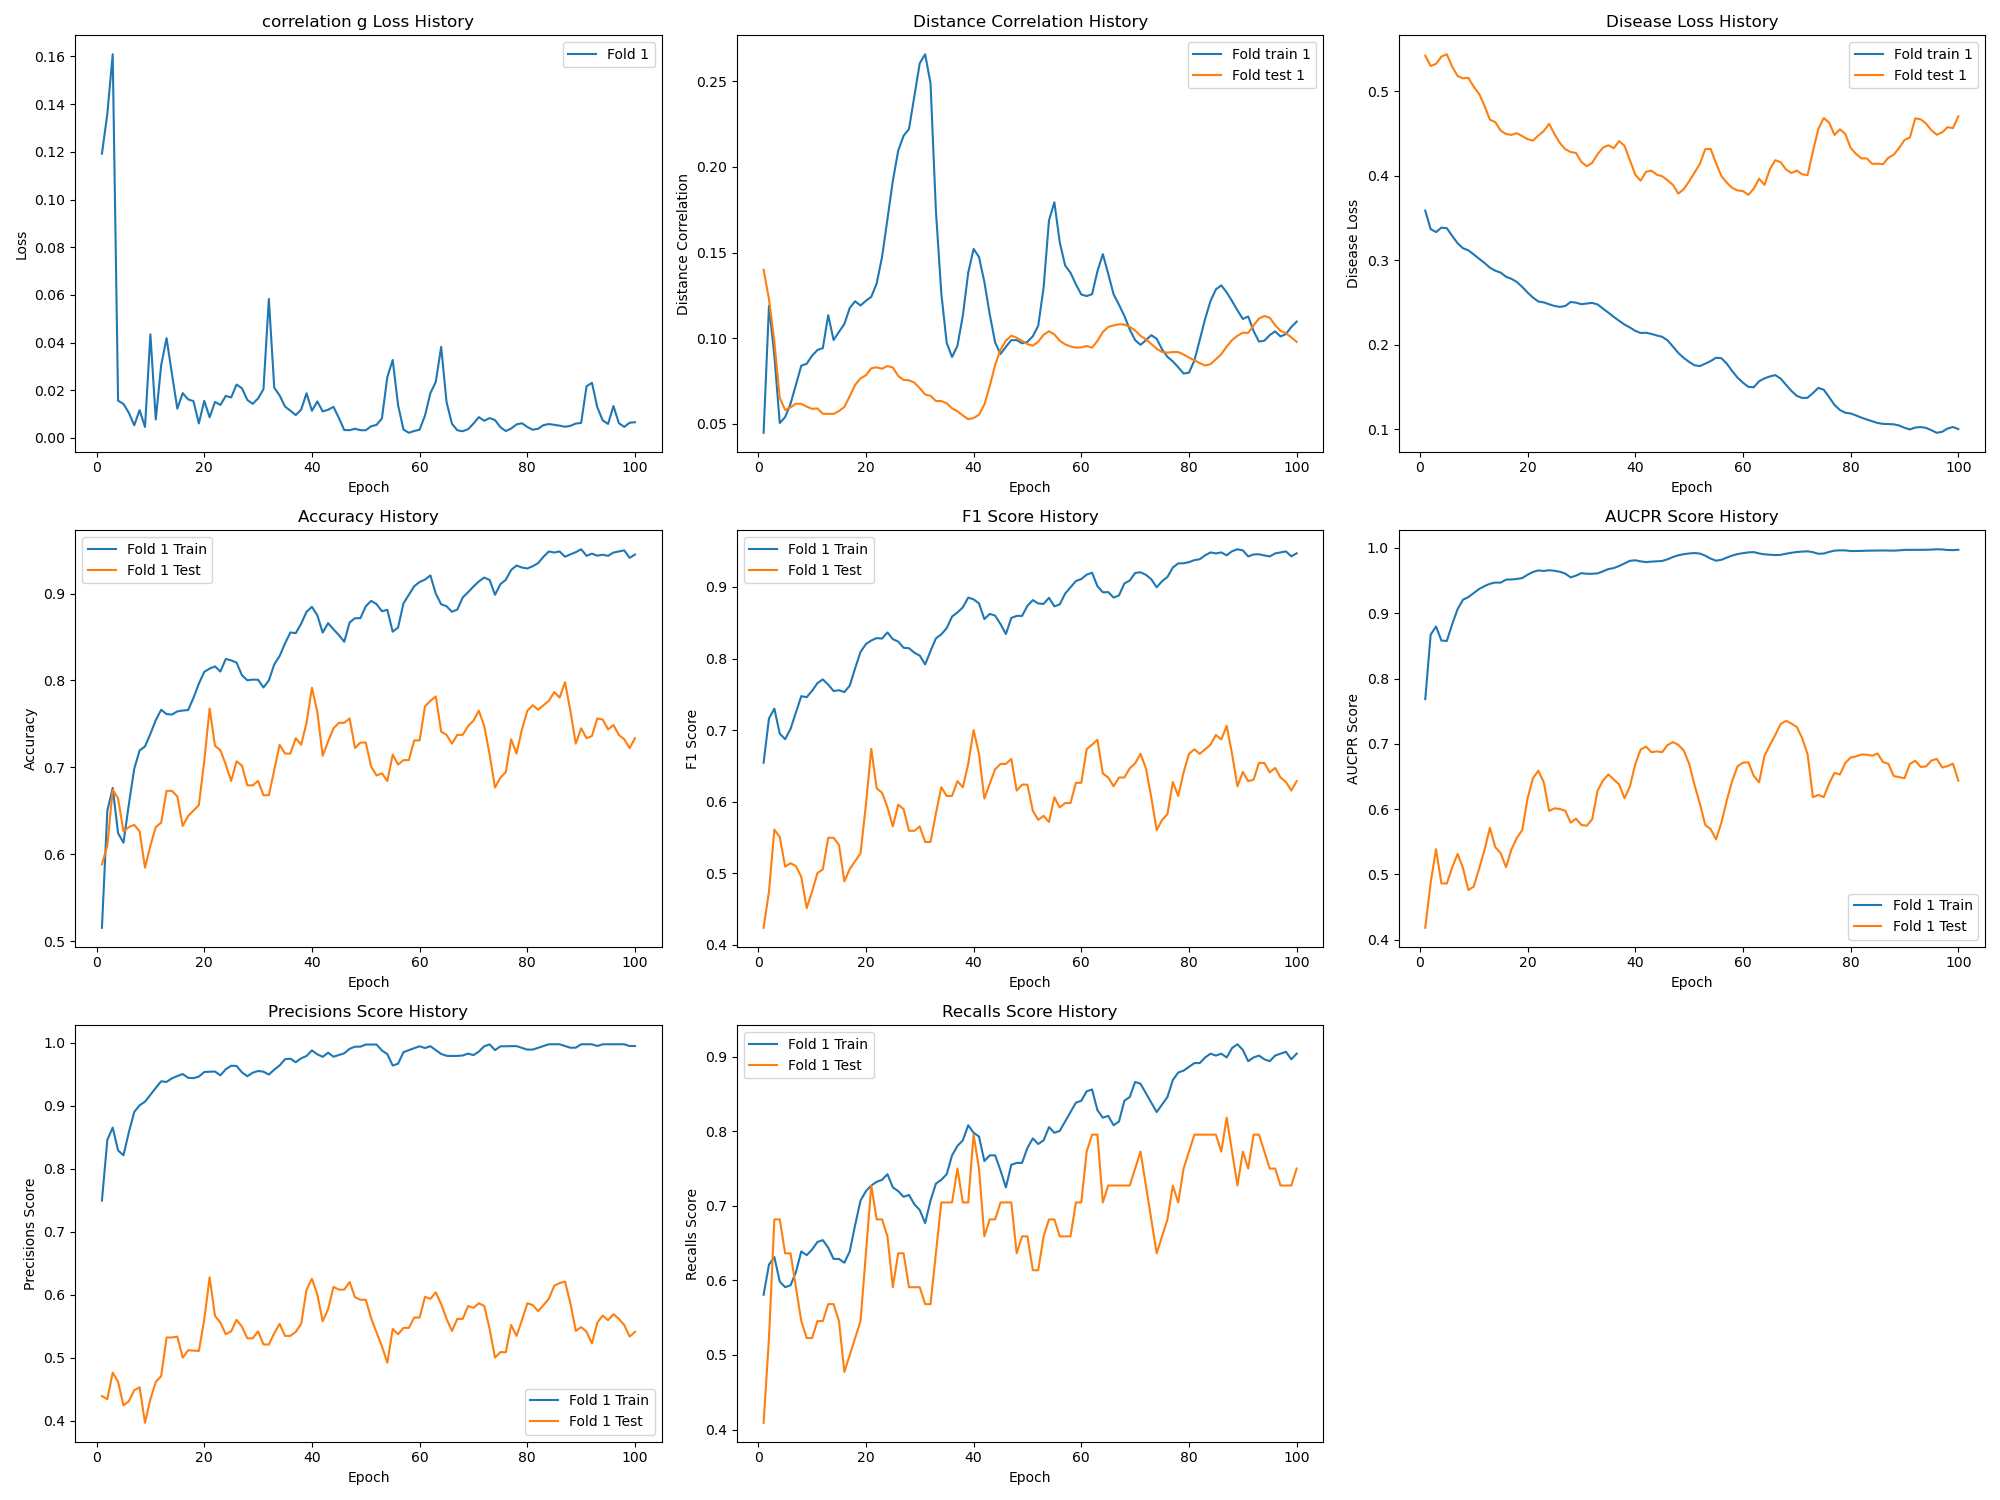 correlation g Loss History
Fold 1
0.16
0.14
0.12
0.10
0.08
0.06
0.04
0.02
0.00
Loss
0 20 40 60 80 100
Epoch
Distance Correlation History
Fold train 1
Fold test 1
0.25
0.20
0.15
0.10
0.05
Distance Correlation
0 20 40 60 80 100
Epoch
Disease Loss History
Fold train 1
Fold test 1
0.5
0.4
0.3
0.2
0.1
Disease Loss
0 20 40 60 80 100
Epoch
Accuracy History
Fold 1 Train
Fold 1 Test
0.9
0.8
0.7
0.6
0.5
Accuracy
0 20 40 60 80 100
Epoch
F1 Score History
Fold 1 Train
Fold 1 Test
0.9
0.8
0.7
0.6
0.5
0.4
F1 Score
0 20 40 60 80 100
Epoch
AUCPR Score History
1.0
0.9
0.8
0.7
0.6
0.5
0.4
AUCPR Score
Fold 1 Train
Fold 1 Test
0 20 40 60 80 100
Epoch
Precisions Score History
1.0
0.9
0.8
0.7
0.6
0.5
0.4
Precisions Score
Fold 1 Train
Fold 1 Test
0 20 40 60 80 100
Epoch
Recalls Score History
Fold 1 Train
Fold 1 Test
0.9
0.8
0.7
0.6
0.5
0.4
Recalls Score
0 20 40 60 80 100
Epoch